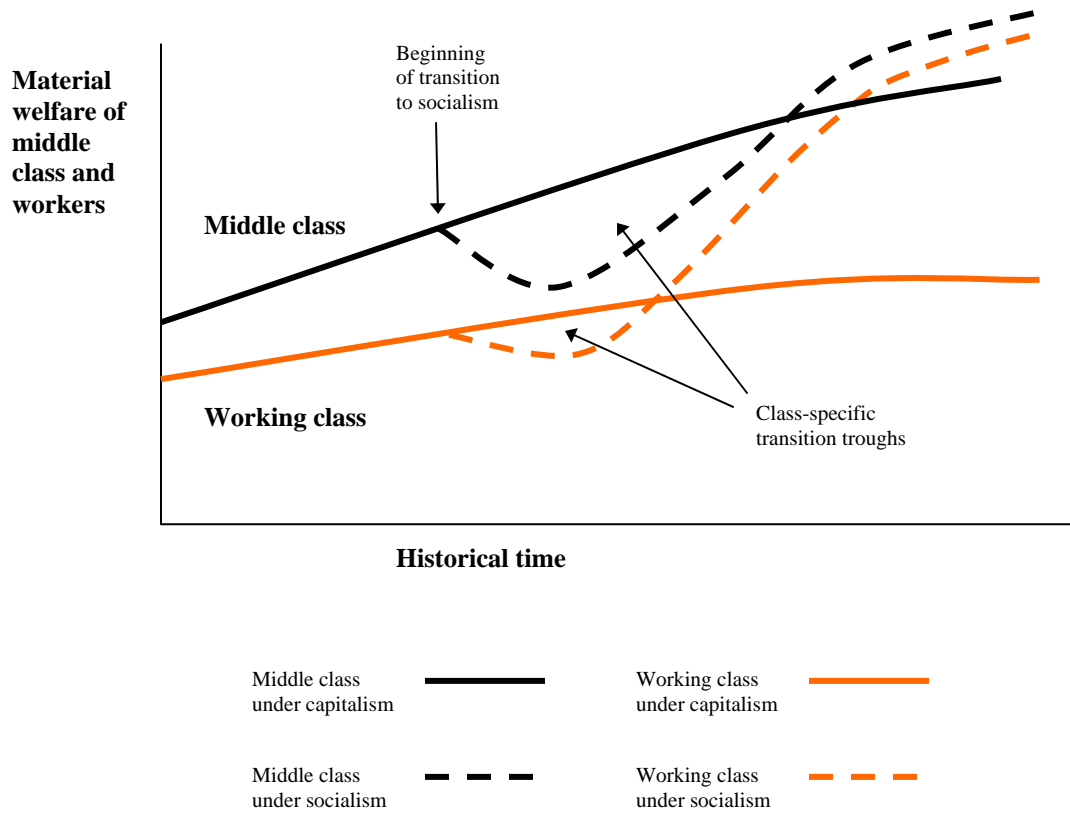 Material
welfare of
middle
class and
workers
Beginning
of transition
to socialism
Middle class
Working class
Class-specific
transition troughs
Historical time
Middle class
under capitalism
Working class
under capitalism
Middle class
under socialism
Working class
under socialism